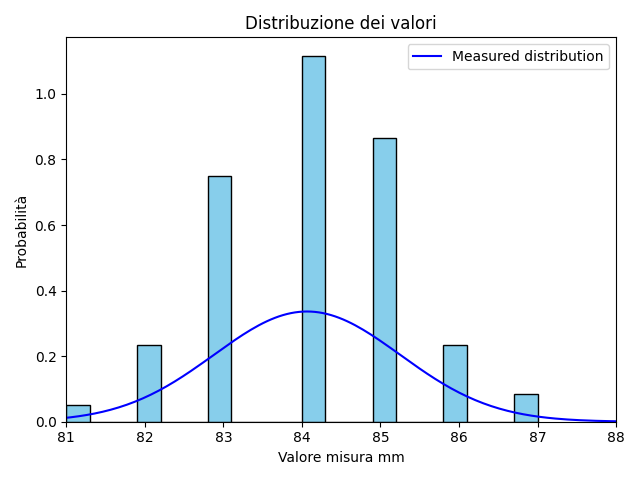 Distribuzione dei valori
Measured distribution
Probabilità
1.0
0.8
0.6
0.4
0.2
0.0
81 82 83 84 85 86 87 88
Valore misura mm